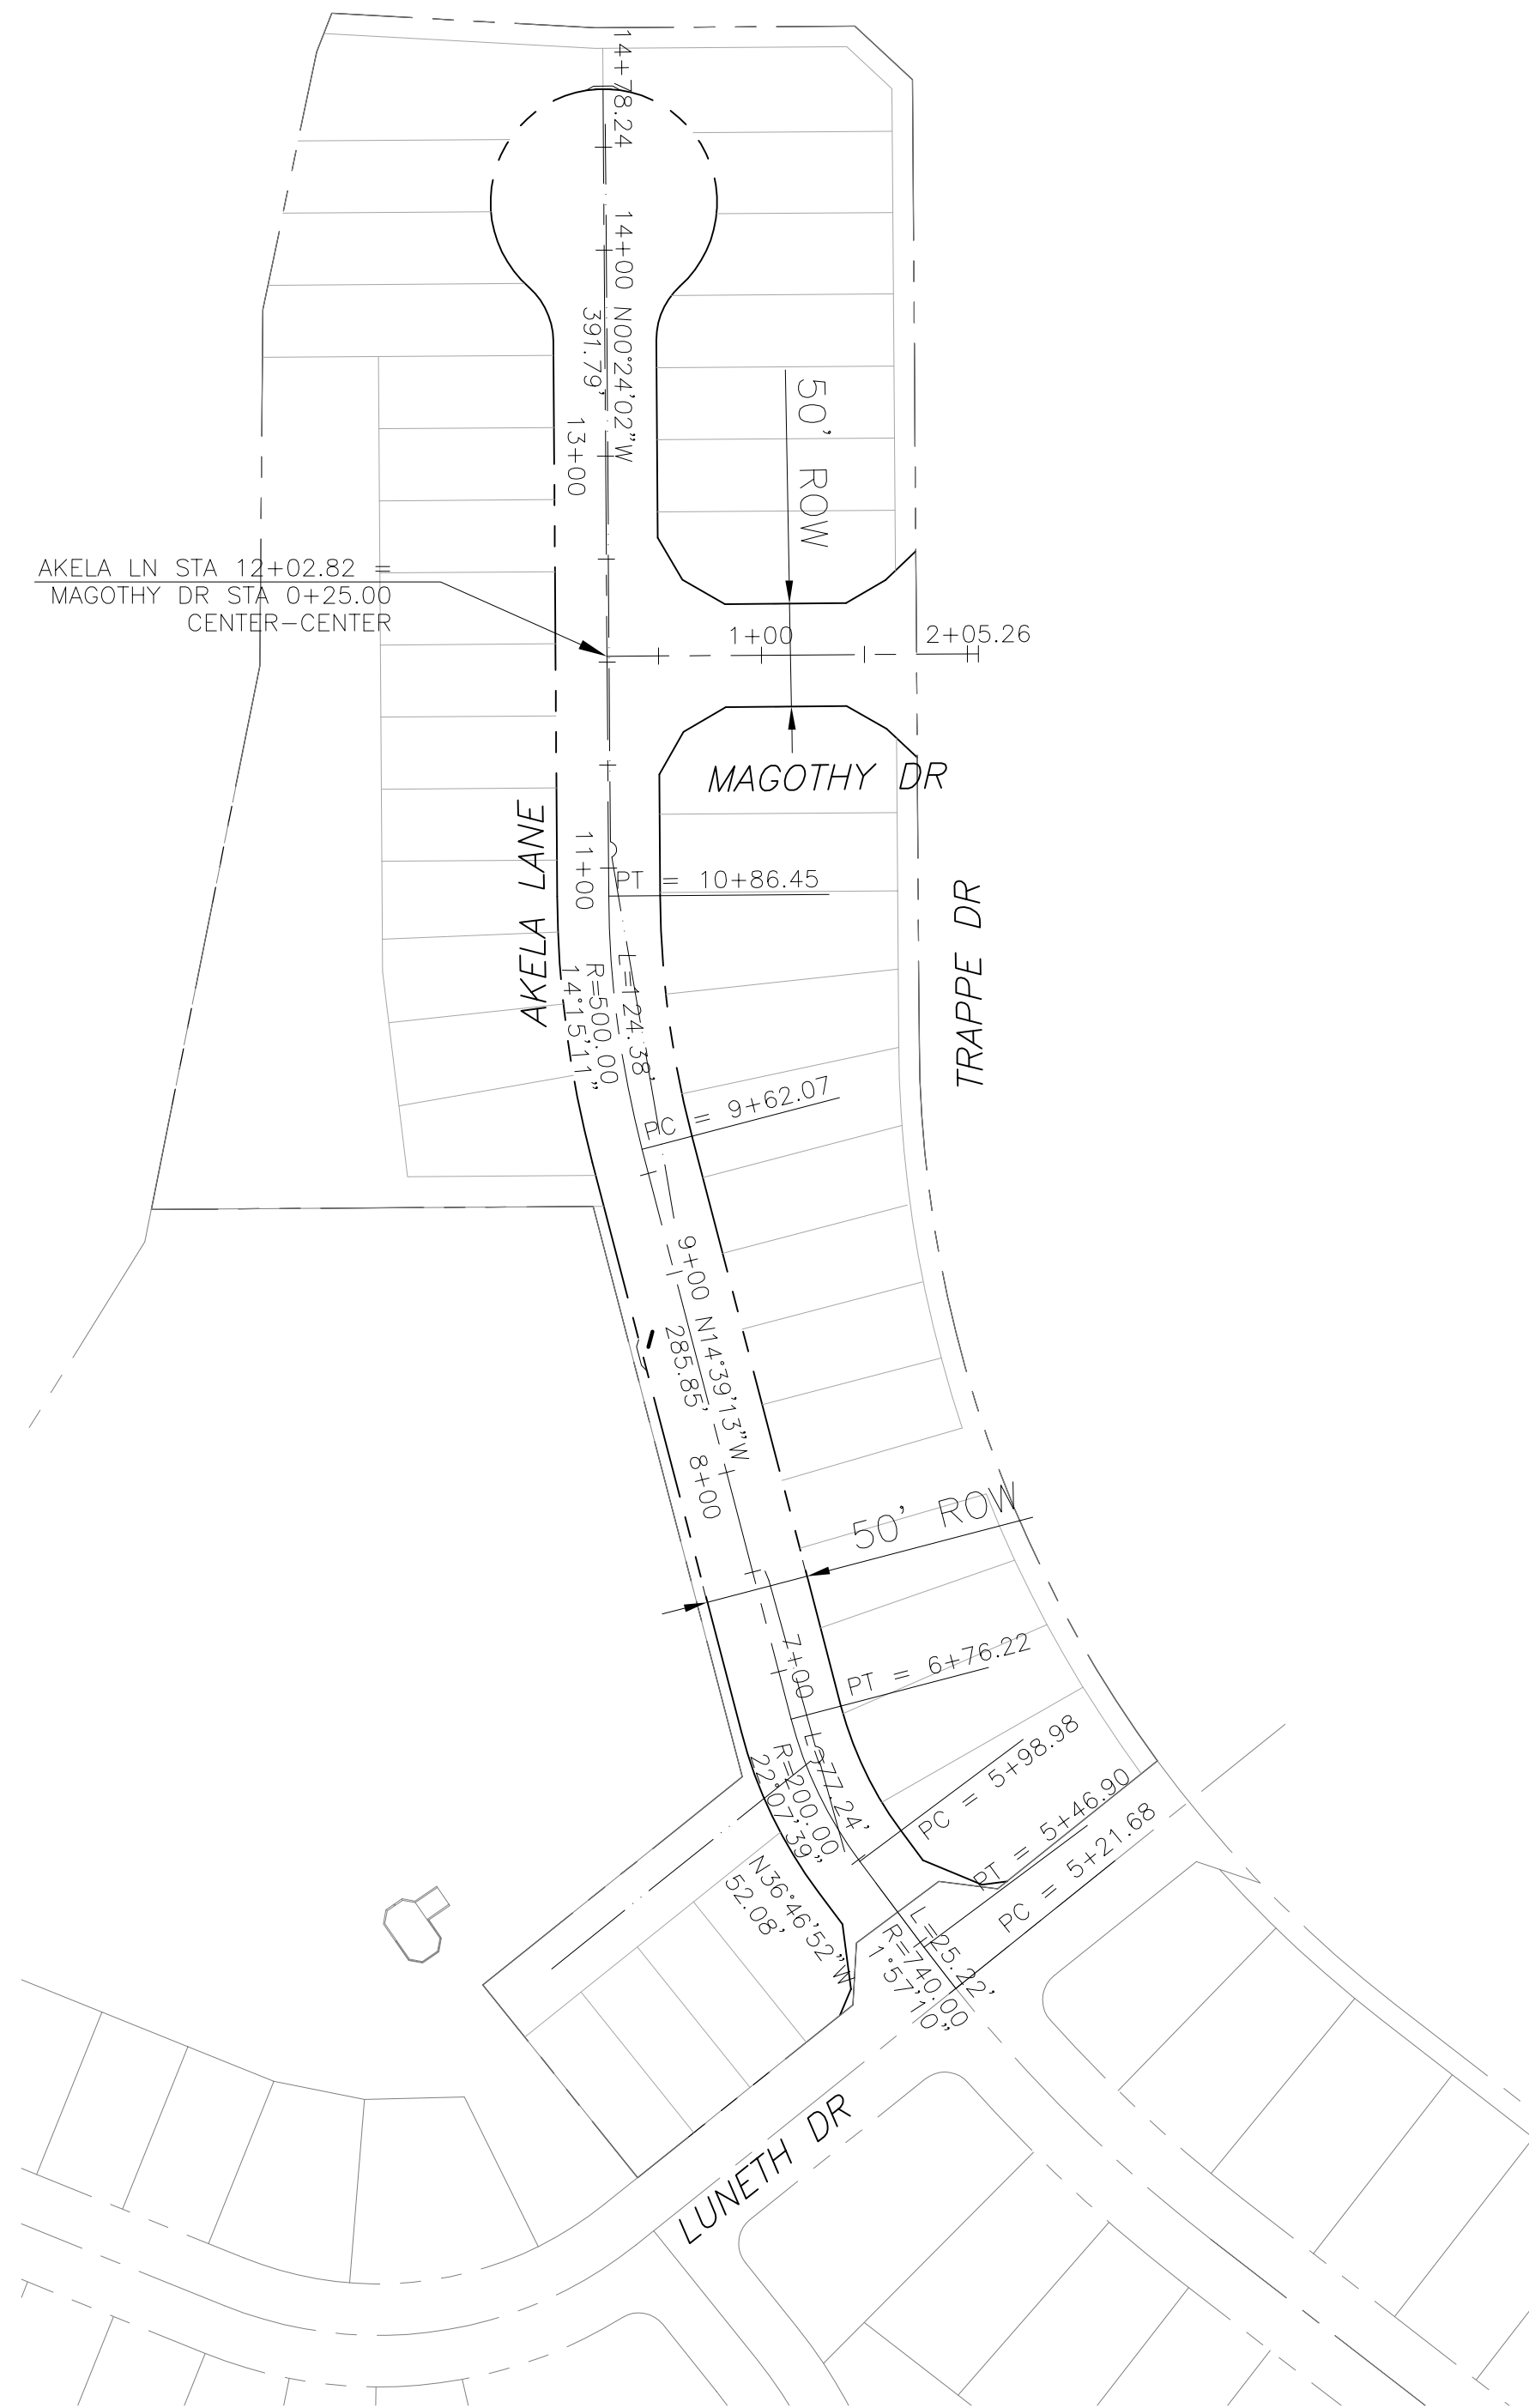 14+78.24
14+00
N00°24'02"W
391.79'
50' ROW
13+00
AKELA LN STA 12+02.82 =
MAGOTHY DR STA 0+25.00
CENTER-CENTER
1+00
2+05.26
MAGOTHY DR
AKELA LANE
11+00
PT = 10+86.45
TRAPPE DR
L=124.38'
R=500.00
14°15'11"
PC = 9+62.07
9+00
N14°39'13"W
285.85'
8+00
50' ROW
7+00
PT = 6+76.22
L=77.24'
R=200.00
22°07'39"
PC = 5+98.98
PT = 5+46.90
PC = 5+21.68
N36°46'52"W
52.08'
L=25.22'
R=740.00
1°57'10"
LUNETH DR